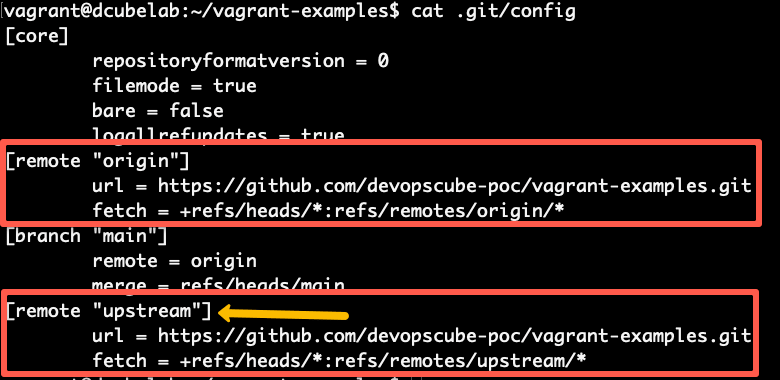 vagrant@dcubelab:~/vagrant-examples$ cat .git/config
[core]
        repositoryformatversion = 0
        filemode = true
        bare = false
        logallrefupdates = true
[remote "origin"]
        url = https://github.com/devopscube-poc/vagrant-examples.git
        fetch = +refs/heads/*:refs/remotes/origin/*
[branch "main"]
        remote = origin
        merge = refs/heads/main
[remote "upstream"]
        url = https://github.com/devopscube-poc/vagrant-examples.git
        fetch = +refs/heads/*:refs/remotes/upstream/*